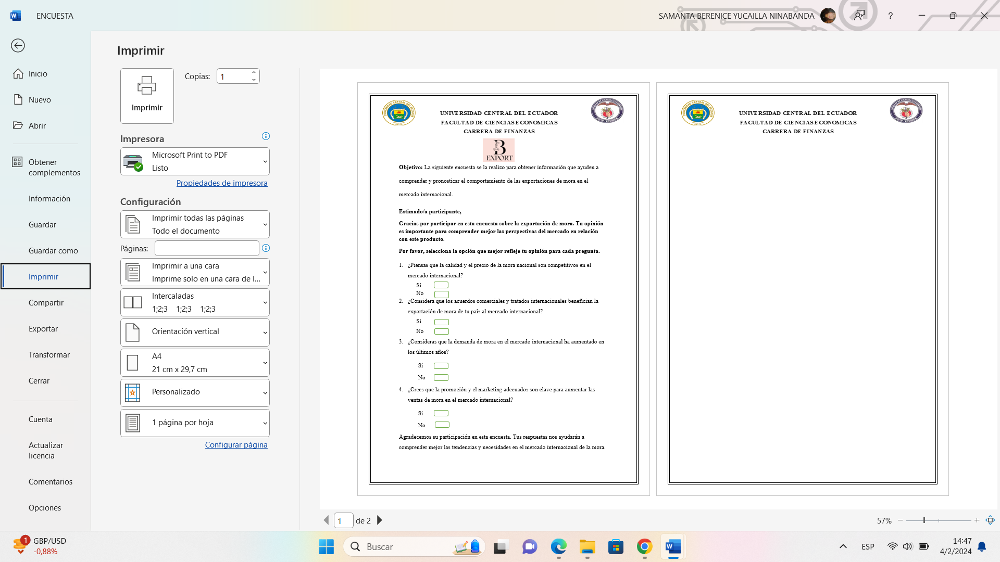 ENCUESTA
SAMANTA BERENICE YUCAILLA NINABANDA
?
Inicio
Nuevo
Abrir
Obtener
complementos
Información
Guardar
Guardar como
Imprimir
Compartir
Exportar
Transformar
Cerrar
Cuenta
Actualizar
licencia
Comentarios
Opciones
Imprimir
Imprimir
Copias: 1
Impresora
Microsoft Print to PDF
Listo
Propiedades de impresora
Configuración
Imprimir todas las páginas
Todo el documento
Páginas:
Imprimir a una cara
Imprime solo en una cara de l...
Intercaladas
1;2;3 1;2;3 1;2;3
Orientación vertical
A4
21 cm x 29,7 cm
Personalizado
1 página por hoja
Configurar página
UNIVERSIDAD CENTRAL DEL ECUADOR
FACULTAD DE CIENCIAS ECONOMICAS
CARRERA DE FINANZAS
B
EXPORT
Objetivo: La siguiente encuesta se la realizo para obtener información que ayuden a
comprender y pronosticar el comportamiento de las exportaciones de mora en el
mercado internacional.
Estimado/a participante,
Gracias por participar en esta encuesta sobre la exportación de mora. Tu opinión
es importante para comprender mejor las perspectivas del mercado en relación
con este producto.
Por favor, selecciona la opción que mejor refleje tu opinión para cada pregunta.
1. ¿Piensas que la calidad y el precio de la mora nacional son competitivos en el
mercado internacional?
Sí
No
2. ¿Considera que los acuerdos comerciales y tratados internacionales benefician la
exportación de mora de tu país al mercado internacional?
Sí
No
3. ¿Consideras que la demanda de mora en el mercado internacional ha aumentado en
los últimos años?
Sí
No
4. ¿Crees que la promoción y el marketing adecuados son clave para aumentar las
ventas de mora en el mercado internacional?
Sí
No
Agradecemos su participación en esta encuesta. Tus respuestas nos ayudarán a
comprender mejor las tendencias y necesidades en el mercado internacional de la mora.
UNIVERSIDAD CENTRAL DEL ECUADOR
FACULTAD DE CIENCIAS ECONOMICAS
CARRERA DE FINANZAS
1 de 2
57%
1
GBP/USD
-0,88%
Buscar
ESP
14:47
4/2/2024